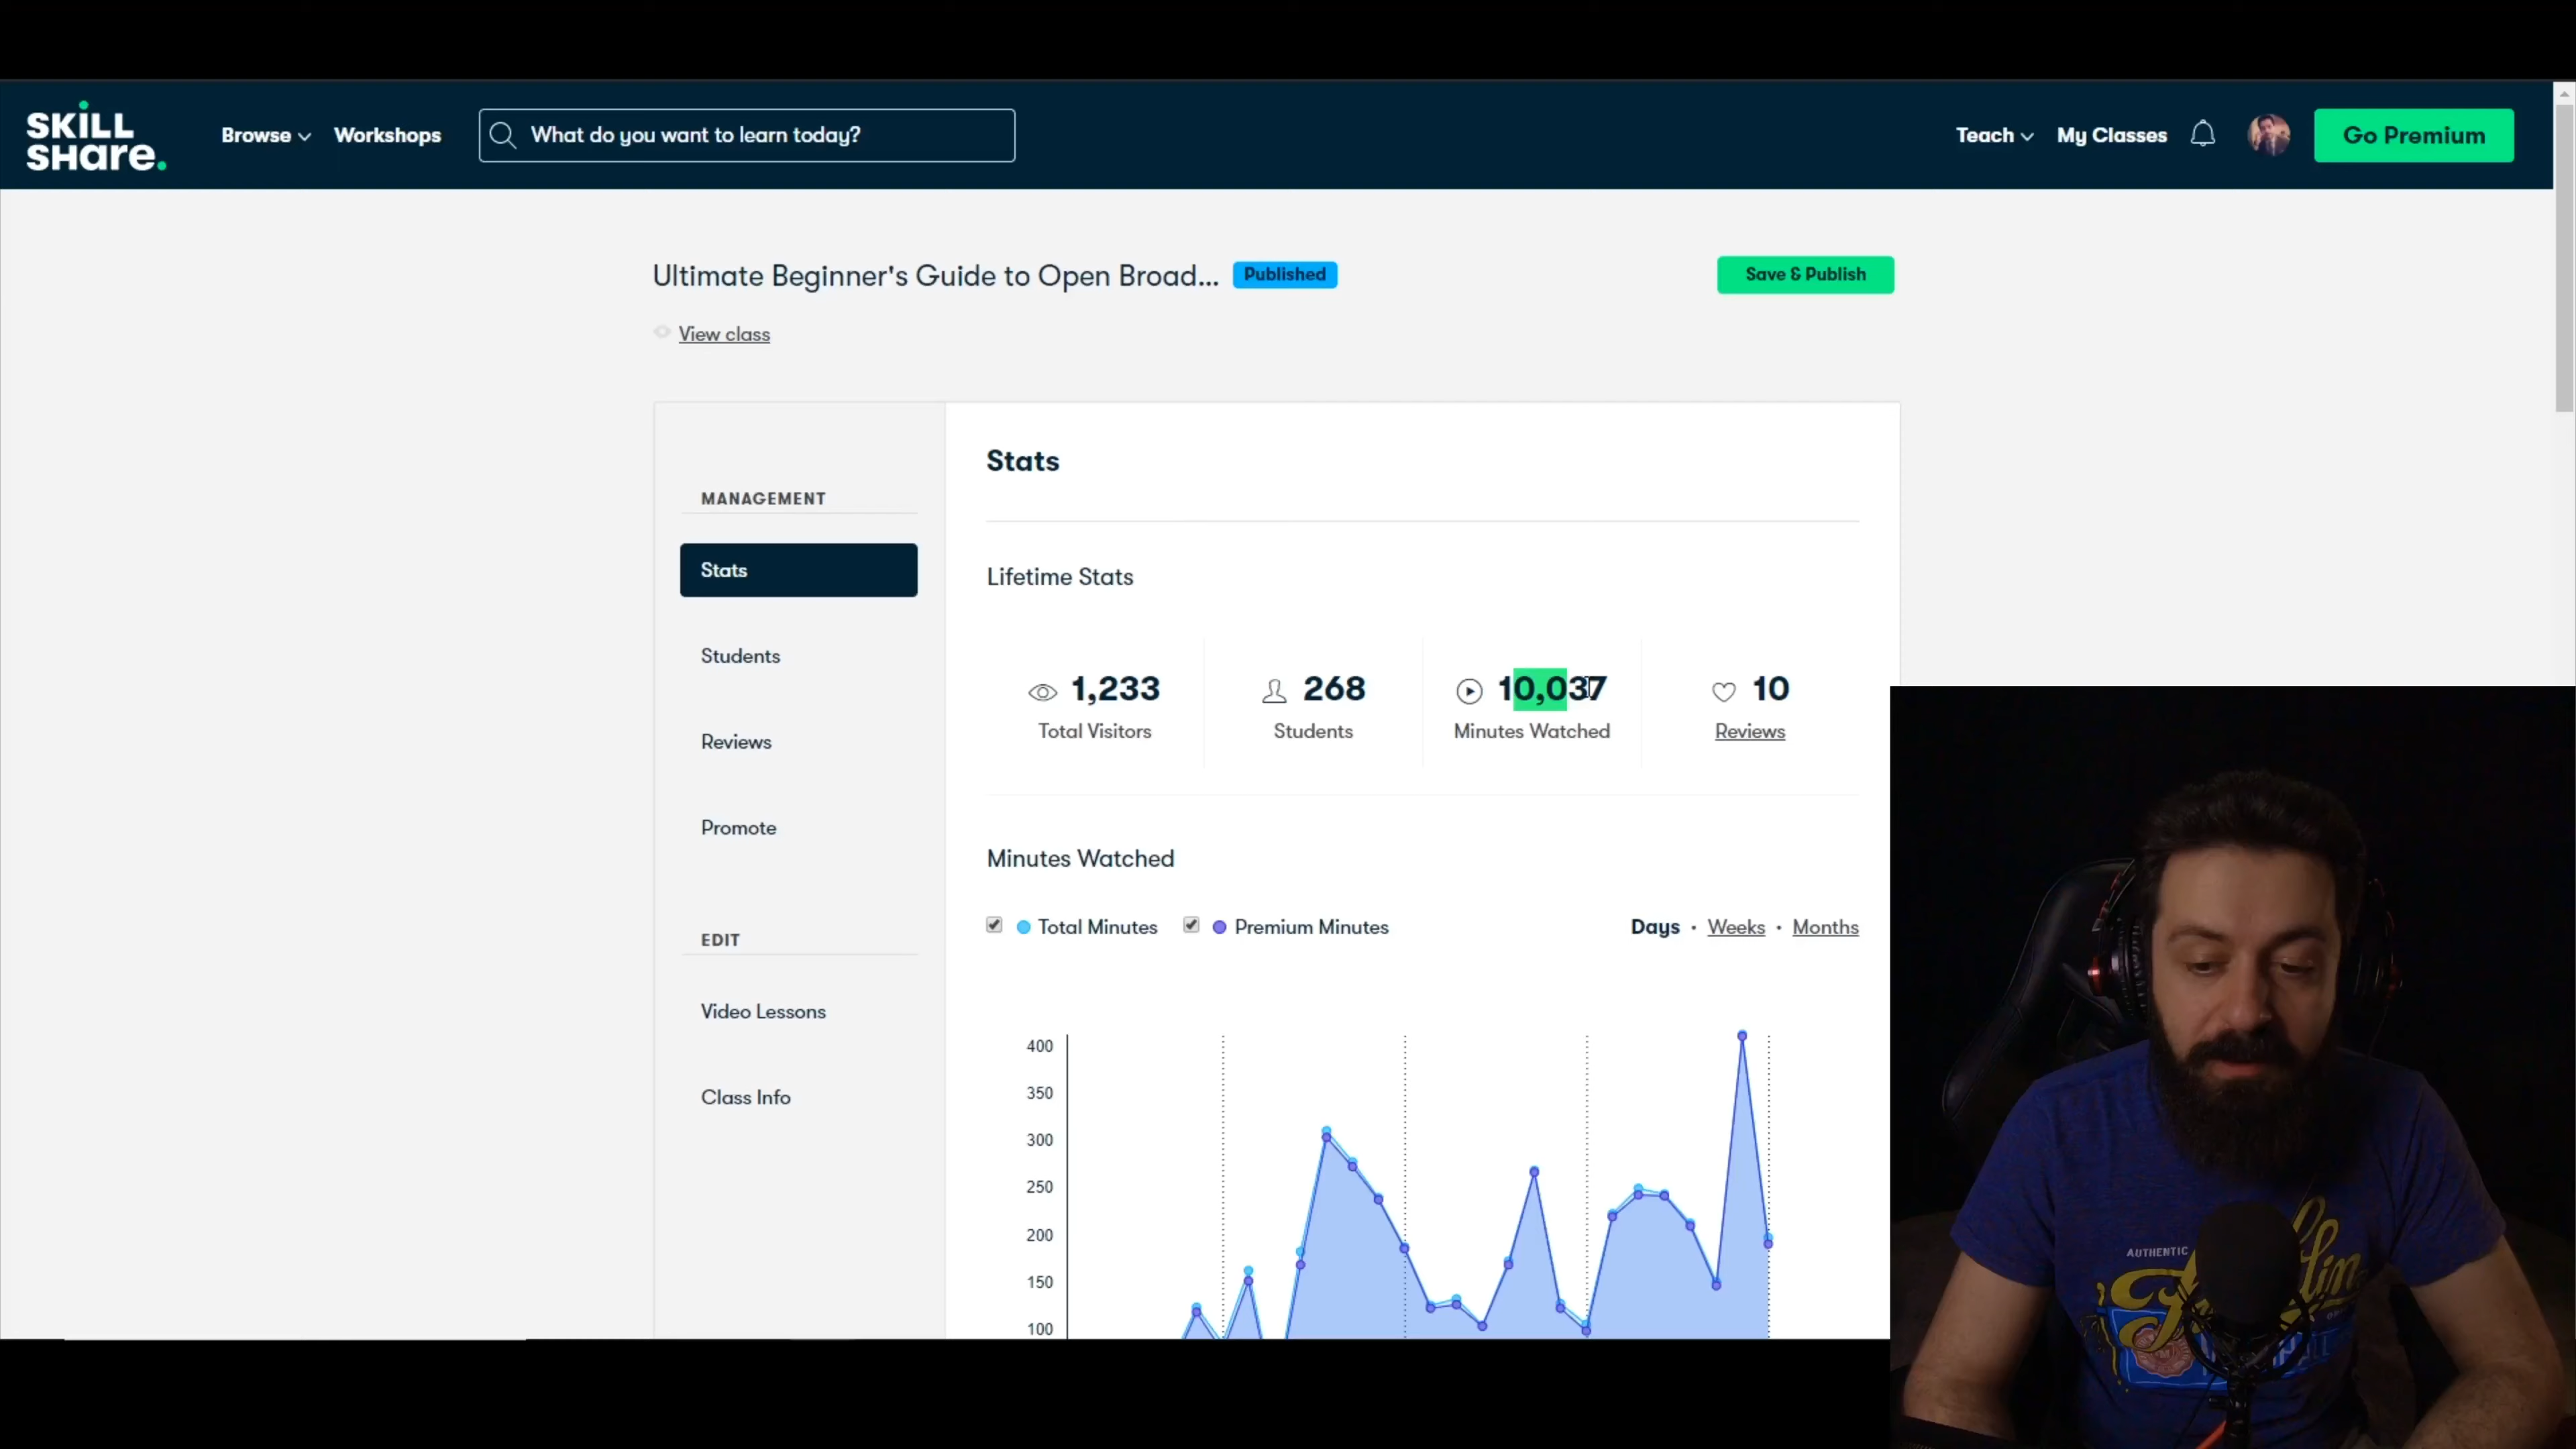 SKILL
SHare.
Browse
Workshops
What do you want to learn today?
Teach
My Classes
Go Premium
Ultimate Beginner's Guide to Open Broad...
Published
Save & Publish
View class
MANAGEMENT
Stats
Students
Reviews
Promote
EDIT
Video Lessons
Class Info
Stats
Lifetime Stats
1,233
Total Visitors
268
Students
10,037
Minutes Watched
10
Reviews
Minutes Watched
Total Minutes
Premium Minutes
Days • Weeks • Months
400
350
300
250
200
150
100
AUTHENTIC